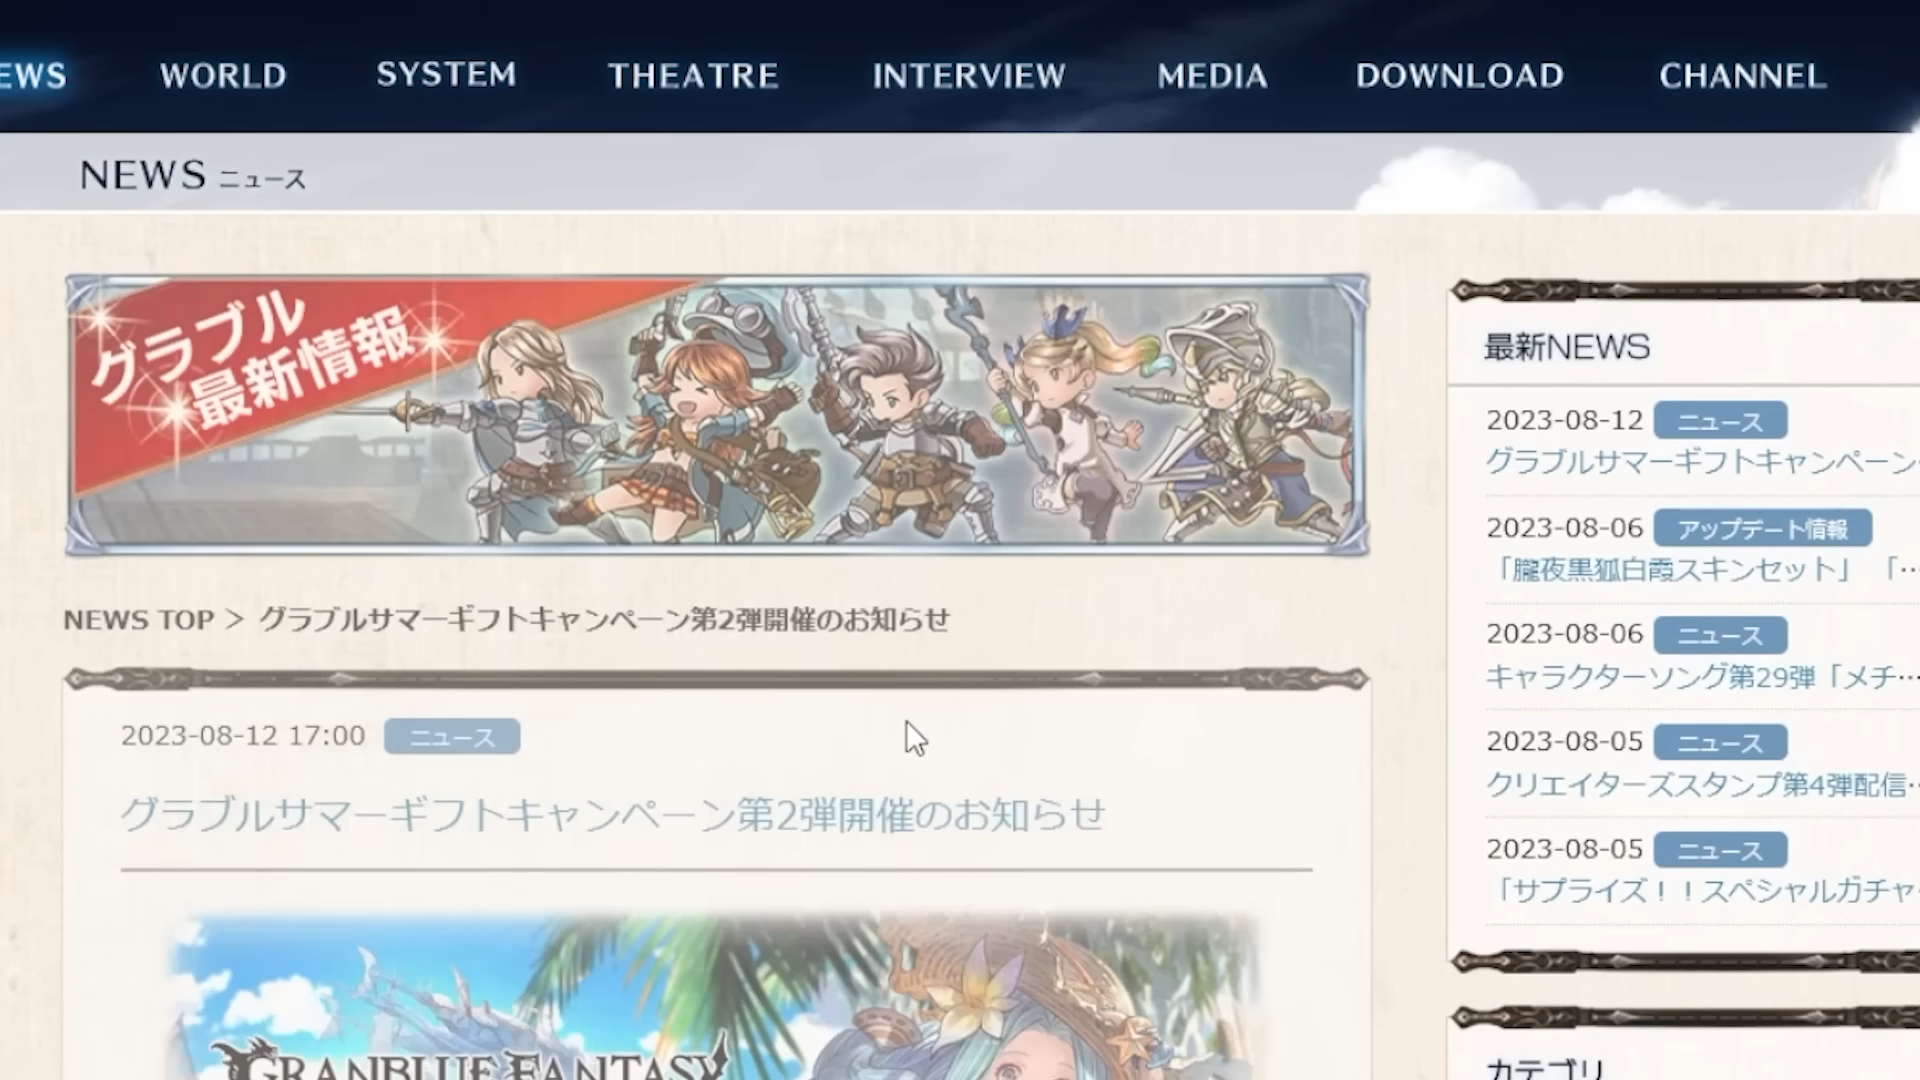 EWS WORLD SYSTEM THEATRE INTERVIEW MEDIA DOWNLOAD CHANNEL
NEWS ニュース
グラブル
最新情報
NEWS TOP > グラブルサマーギフトキャンペーン第2弾開催のお知らせ
2023-08-12 17:00 ニュース
グラブルサマーギフトキャンペーン第2弾開催のお知らせ
GRANBLUE FANTASY
最新NEWS
2023-08-12 ニュース
グラブルサマーギフトキャンペーン…
2023-08-06 アップデート情報
「朧夜黒狐白霞スキンセット」 「…
2023-08-06 ニュース
キャラクターソング第29弾「メチ…
2023-08-05 ニュース
クリエイターズスタンプ第4弾配信…
2023-08-05 ニュース
「サプライズ！！スペシャルガチャ…
カテゴリ